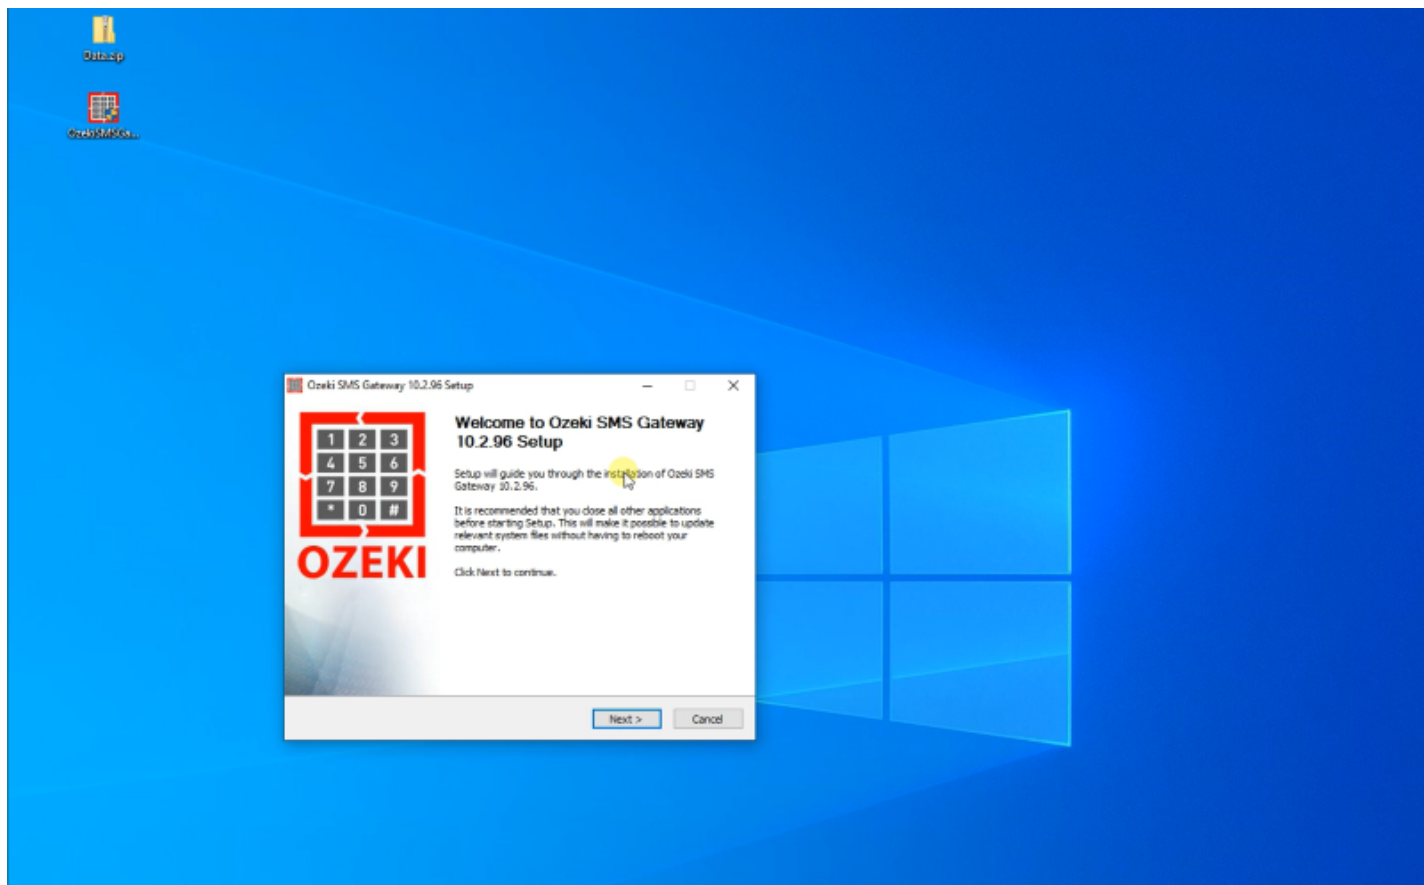 Data.zip
OzekiSMSGa...
Ozeki SMS Gateway 10.2.96 Setup
1 2 3
4 5 6
7 8 9
* 0 #
OZEKI
Welcome to Ozeki SMS Gateway
10.2.96 Setup
Setup will guide you through the installation of Ozeki SMS
Gateway 10.2.96.
It is recommended that you close all other applications
before starting Setup. This will make it possible to update
relevant system files without having to reboot your
computer.
Click Next to continue.
Next >
Cancel